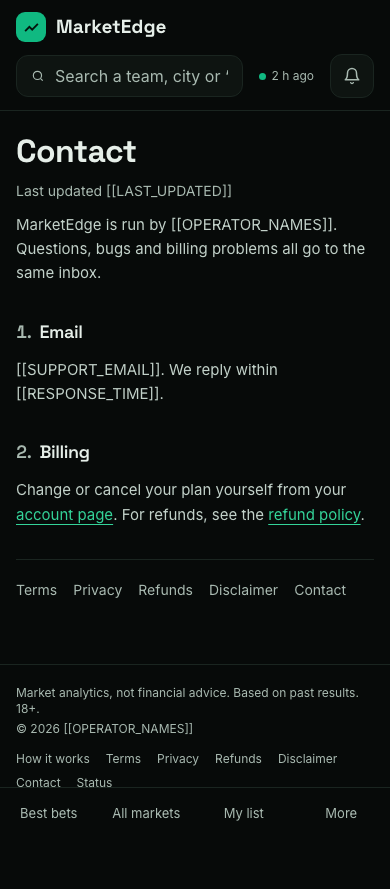 MarketEdge
Search a team, city or
2 h ago
Contact
Last updated [[LAST_UPDATED]]
MarketEdge is run by [[OPERATOR_NAMES]].
Questions, bugs and billing problems all go to the
same inbox.
1. Email
[[SUPPORT_EMAIL]]. We reply within
[[RESPONSE_TIME]].
2. Billing
Change or cancel your plan yourself from your
account page. For refunds, see the refund policy.
Terms Privacy Refunds Disclaimer Contact
Market analytics, not financial advice. Based on past results.
18+.
© 2026 [[OPERATOR_NAMES]]
How it works Terms Privacy Refunds Disclaimer
Contact Status
Best bets All markets My list More